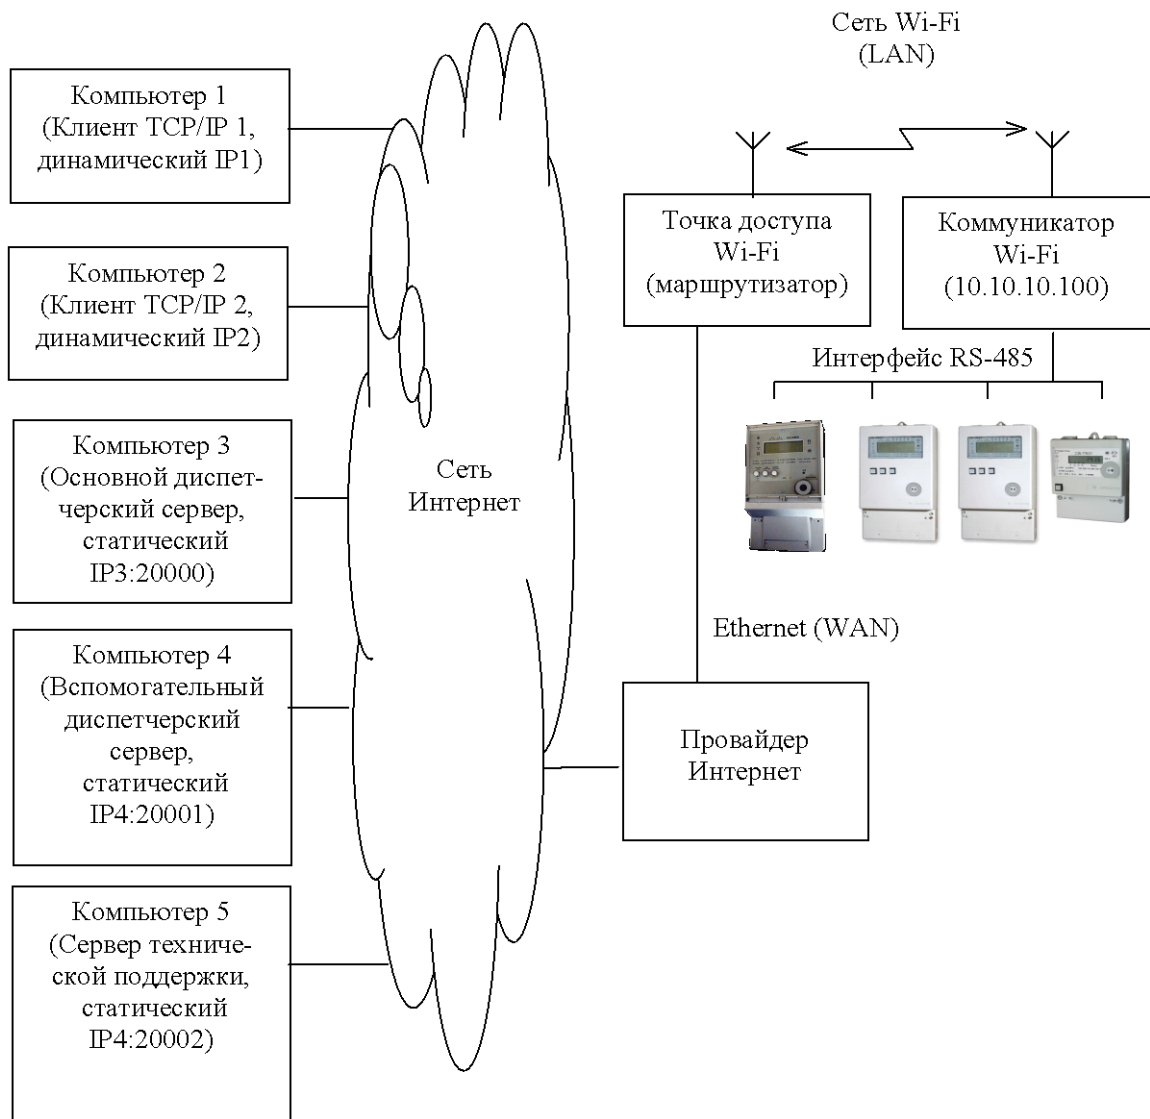 Сеть Wi-Fi
(LAN)
Компьютер 1
(Клиент TCP/IP 1,
динамический IP1)
Компьютер 2
(Клиент TCP/IP 2,
динамический IP2)
Компьютер 3
(Основной диспет-
черский сервер,
статический
IP3:20000)
Компьютер 4
(Вспомогательный
диспетчерский
сервер,
статический
IP4:20001)
Компьютер 5
(Сервер техниче-
ской поддержки,
статический
IP4:20002)
Сеть
Интернет
Точка доступа
Wi-Fi
(маршрутизатор)
Коммуникатор
Wi-Fi
(10.10.10.100)
Интерфейс RS-485
Ethernet (WAN)
Провайдер
Интернет